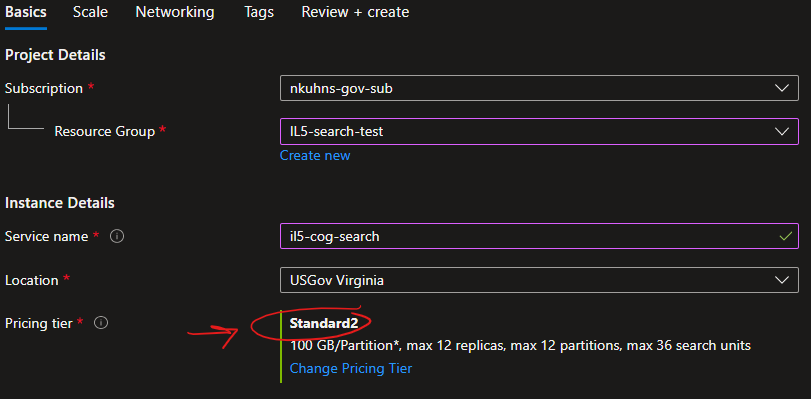 Basics Scale Networking Tags Review + create
Project Details
Subscription * nkuhns-gov-sub
Resource Group * IL5-search-test
Create new
Instance Details
Service name * il5-cog-search
Location * USGov Virginia
Pricing tier * Standard2
100 GB/Partition*, max 12 replicas, max 12 partitions, max 36 search units
Change Pricing Tier